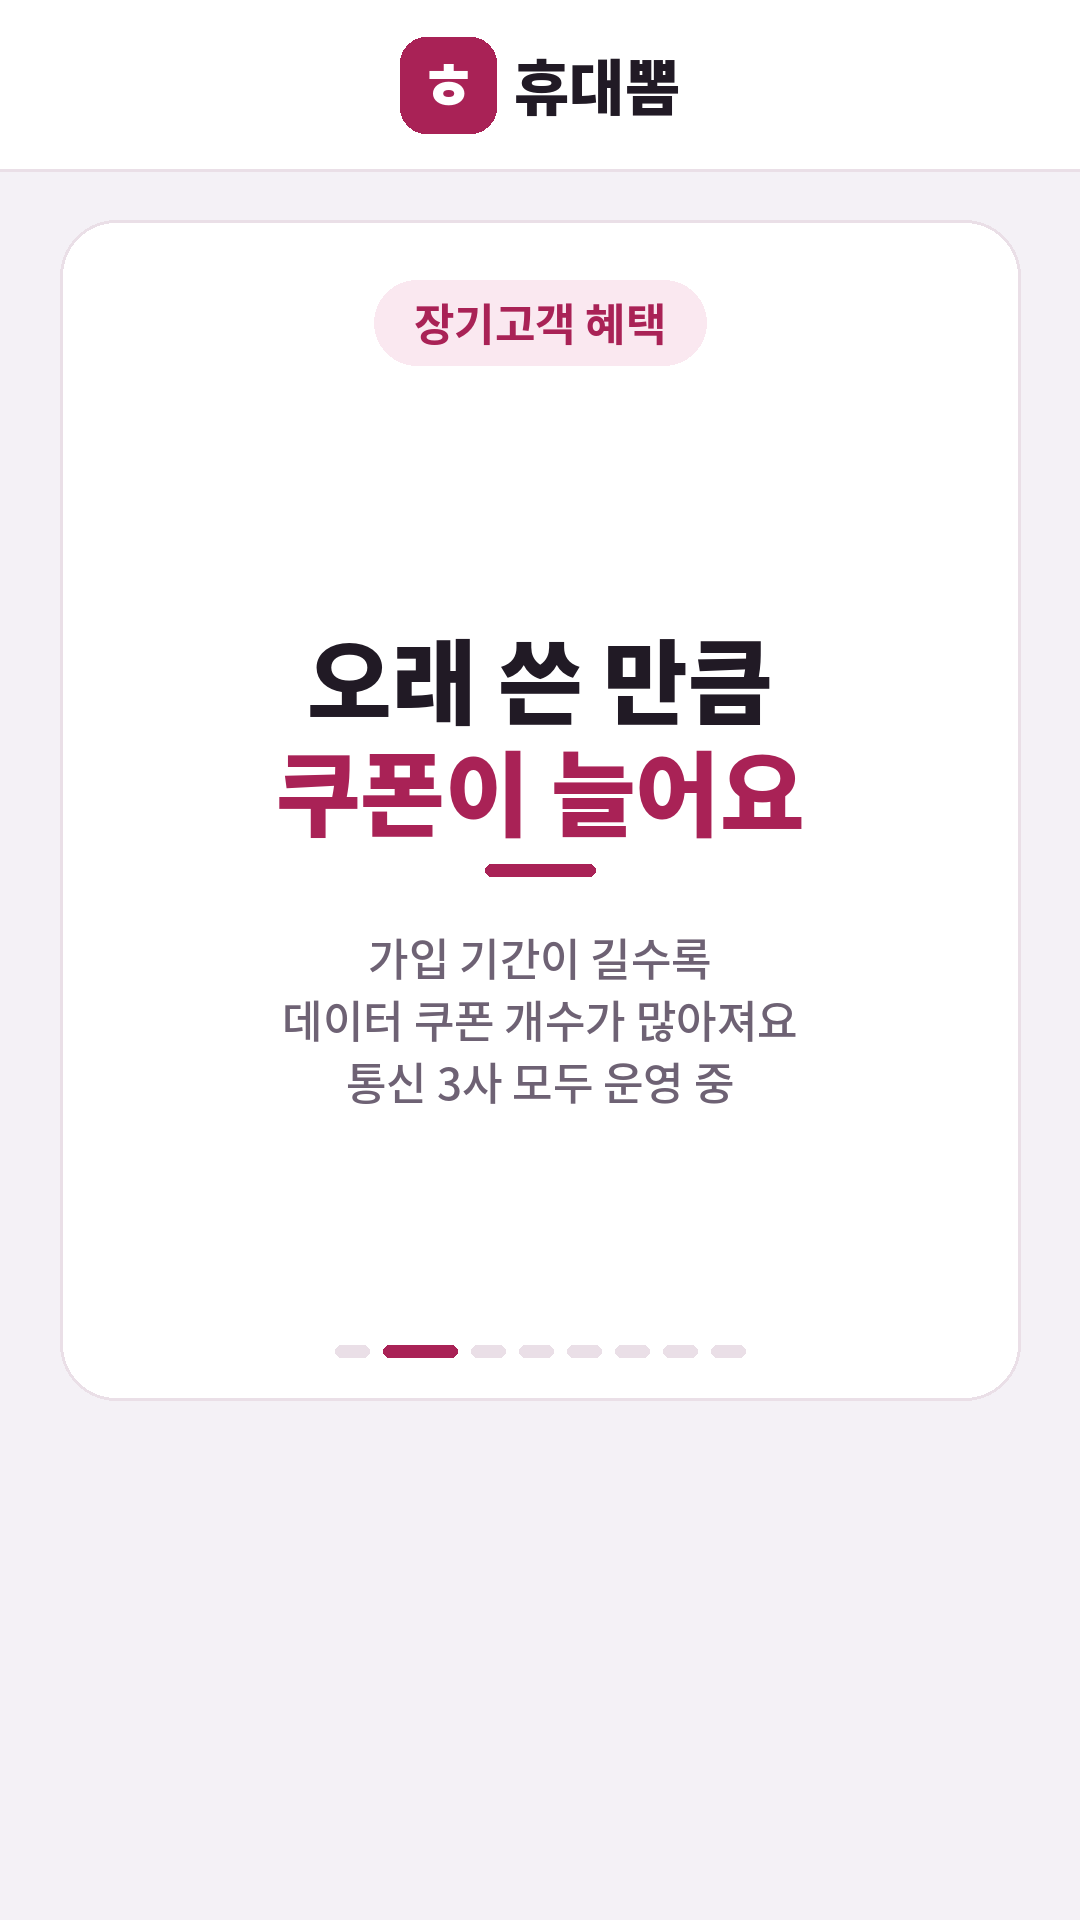 ㅎ 휴대뽐
장기고객 혜택
오래 쓴 만큼
쿠폰이 늘어요
가입 기간이 길수록
데이터 쿠폰 개수가 많아져요
통신 3사 모두 운영 중